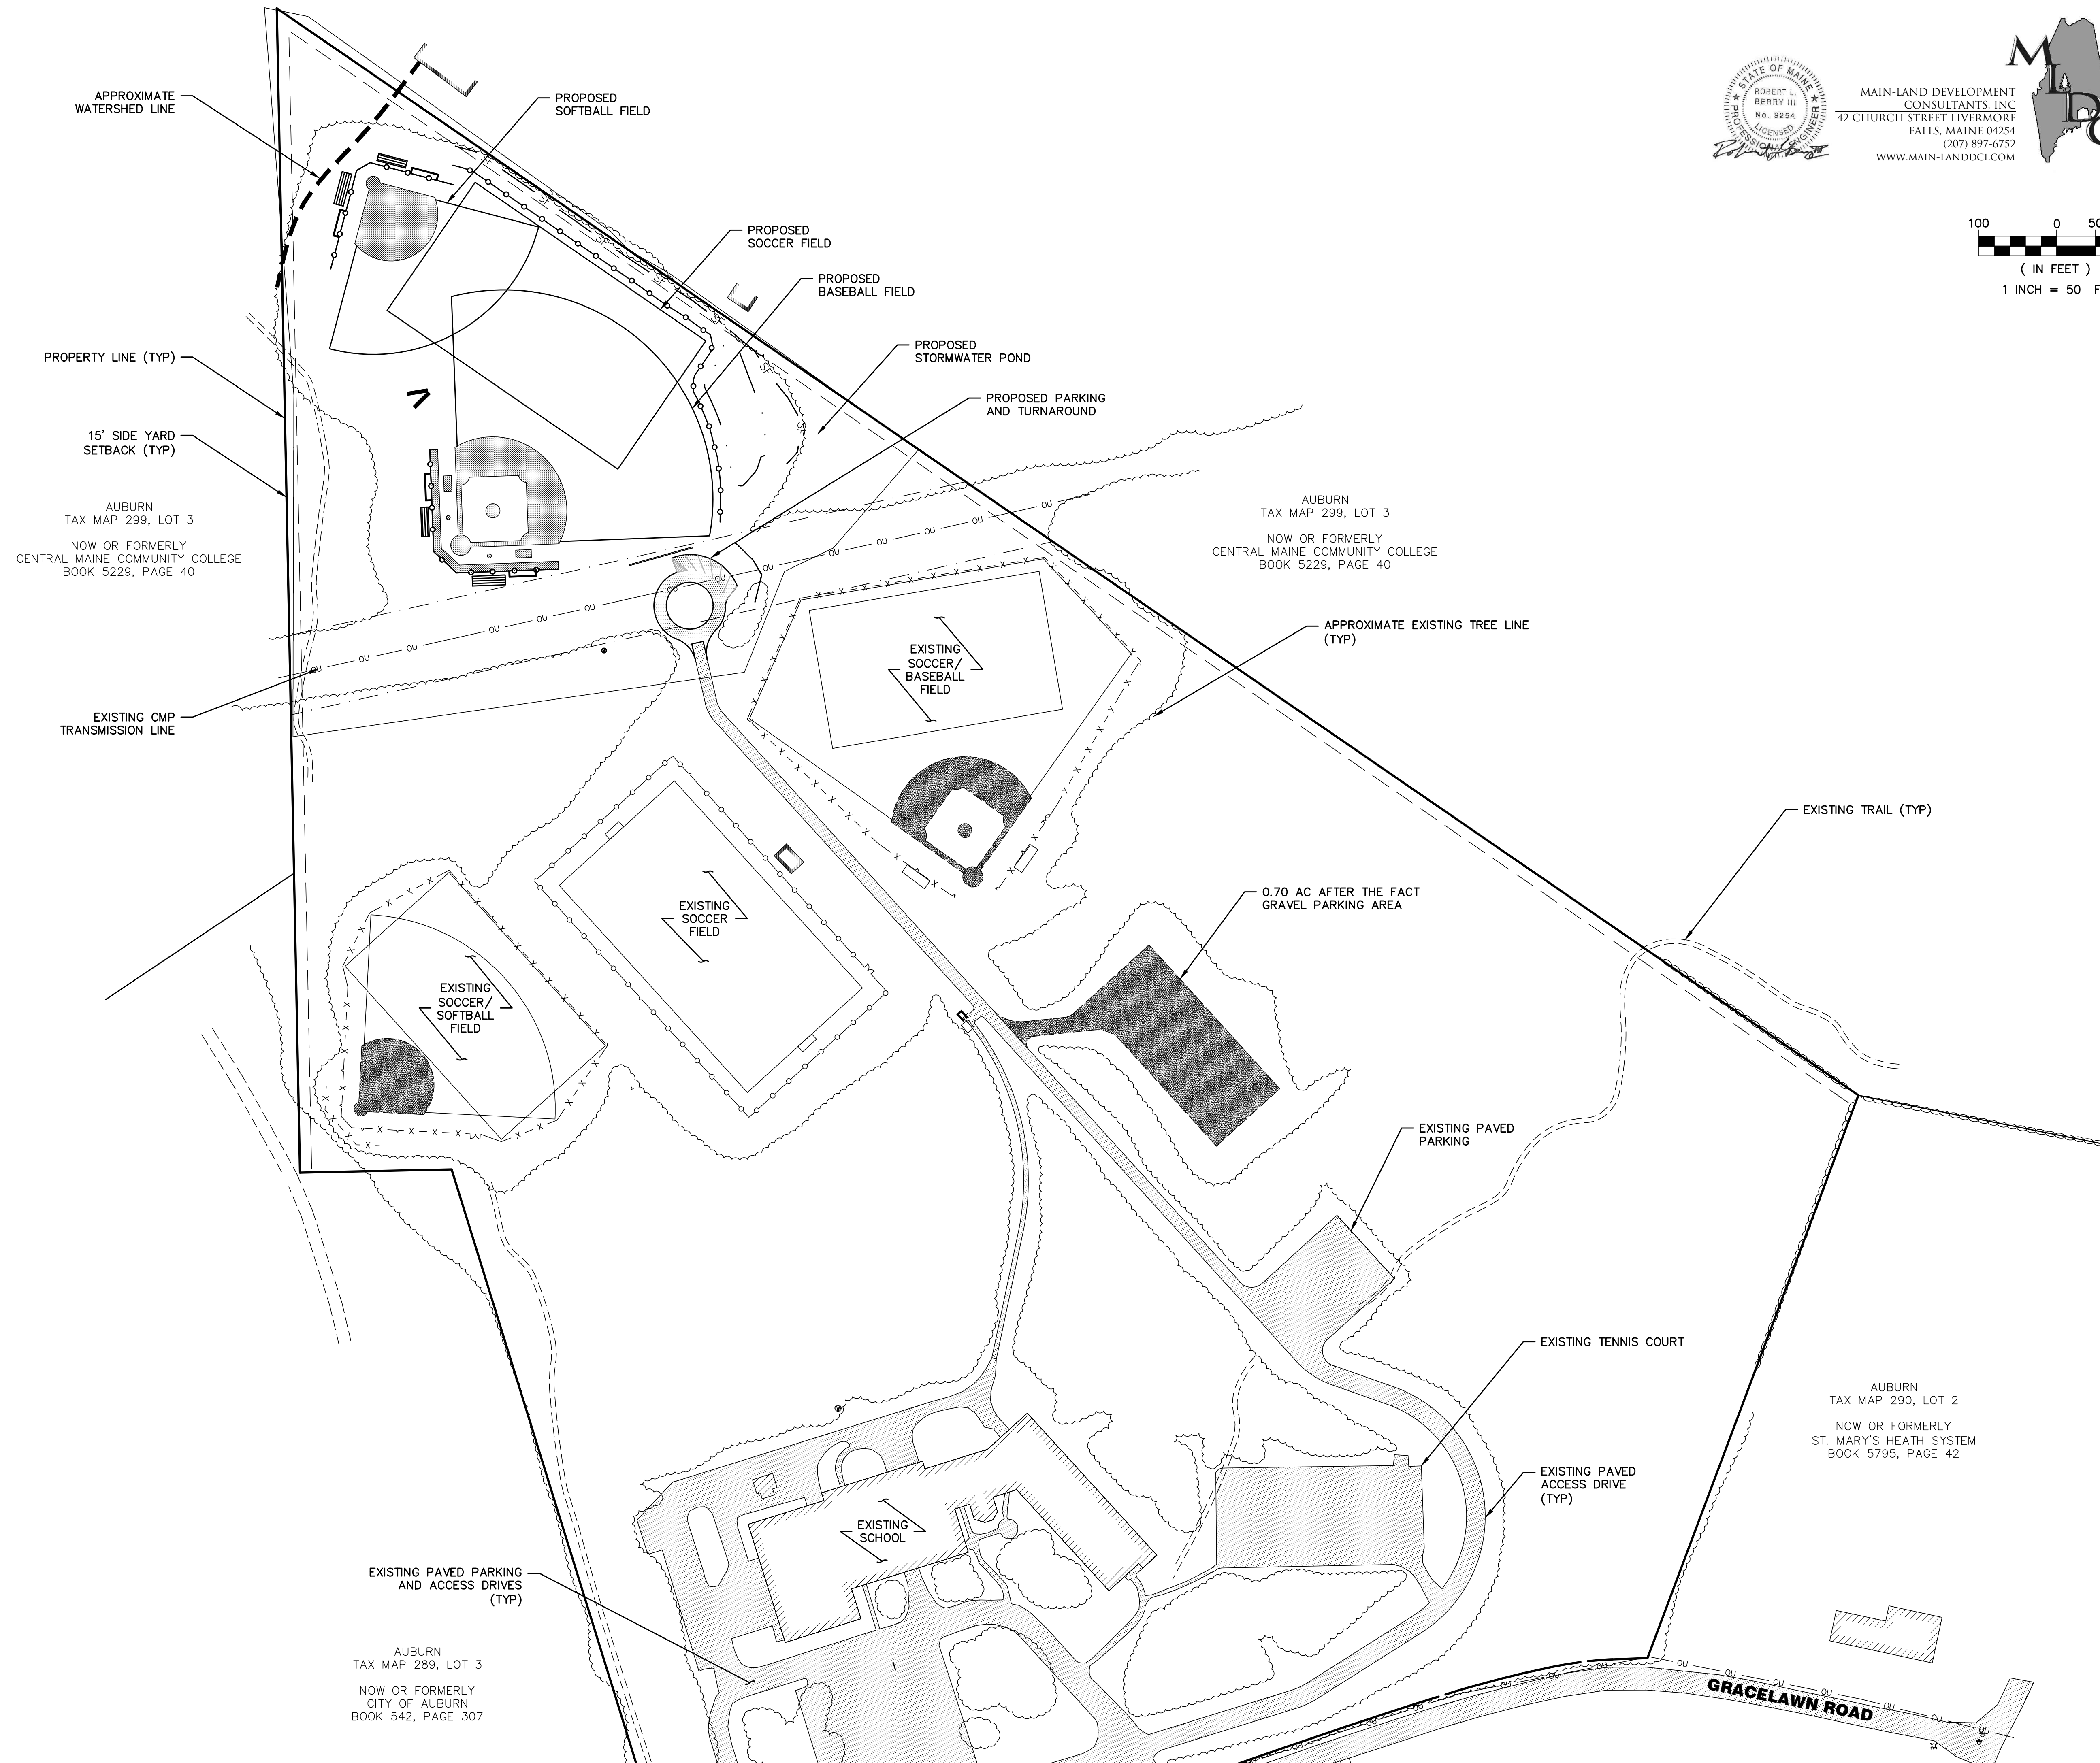 APPROXIMATE
WATERSHED LINE
PROPOSED
SOFTBALL FIELD
PROPOSED
SOCCER FIELD
PROPOSED
BASEBALL FIELD
PROPOSED
STORMWATER POND
PROPOSED PARKING
AND TURNAROUND
STATE OF MAINE
ROBERT L.
BERRY III
No. 9254
LICENSED
PROFESSIONAL ENGINEER
MAIN-LAND DEVELOPMENT
CONSULTANTS, INC
42 CHURCH STREET LIVERMORE
FALLS, MAINE 04254
(207) 897-6752
WWW.MAIN-LANDDCI.COM
MLDC
100 0 50
( IN FEET )
1 INCH = 50 F
PROPERTY LINE (TYP)
15' SIDE YARD
SETBACK (TYP)
AUBURN
TAX MAP 299, LOT 3
NOW OR FORMERLY
CENTRAL MAINE COMMUNITY COLLEGE
BOOK 5229, PAGE 40
AUBURN
TAX MAP 299, LOT 3
NOW OR FORMERLY
CENTRAL MAINE COMMUNITY COLLEGE
BOOK 5229, PAGE 40
EXISTING CMP
TRANSMISSION LINE
APPROXIMATE EXISTING TREE LINE
(TYP)
EXISTING
SOCCER/
BASEBALL
FIELD
EXISTING TRAIL (TYP)
0.70 AC AFTER THE FACT
GRAVEL PARKING AREA
EXISTING
SOCCER
FIELD
EXISTING
SOCCER/
SOFTBALL
FIELD
EXISTING PAVED
PARKING
EXISTING TENNIS COURT
AUBURN
TAX MAP 290, LOT 2
NOW OR FORMERLY
ST. MARY'S HEATH SYSTEM
BOOK 5795, PAGE 42
EXISTING PAVED
ACCESS DRIVE
(TYP)
EXISTING
SCHOOL
EXISTING PAVED PARKING
AND ACCESS DRIVES
(TYP)
AUBURN
TAX MAP 289, LOT 3
NOW OR FORMERLY
CITY OF AUBURN
BOOK 542, PAGE 307
GRACELAWN ROAD